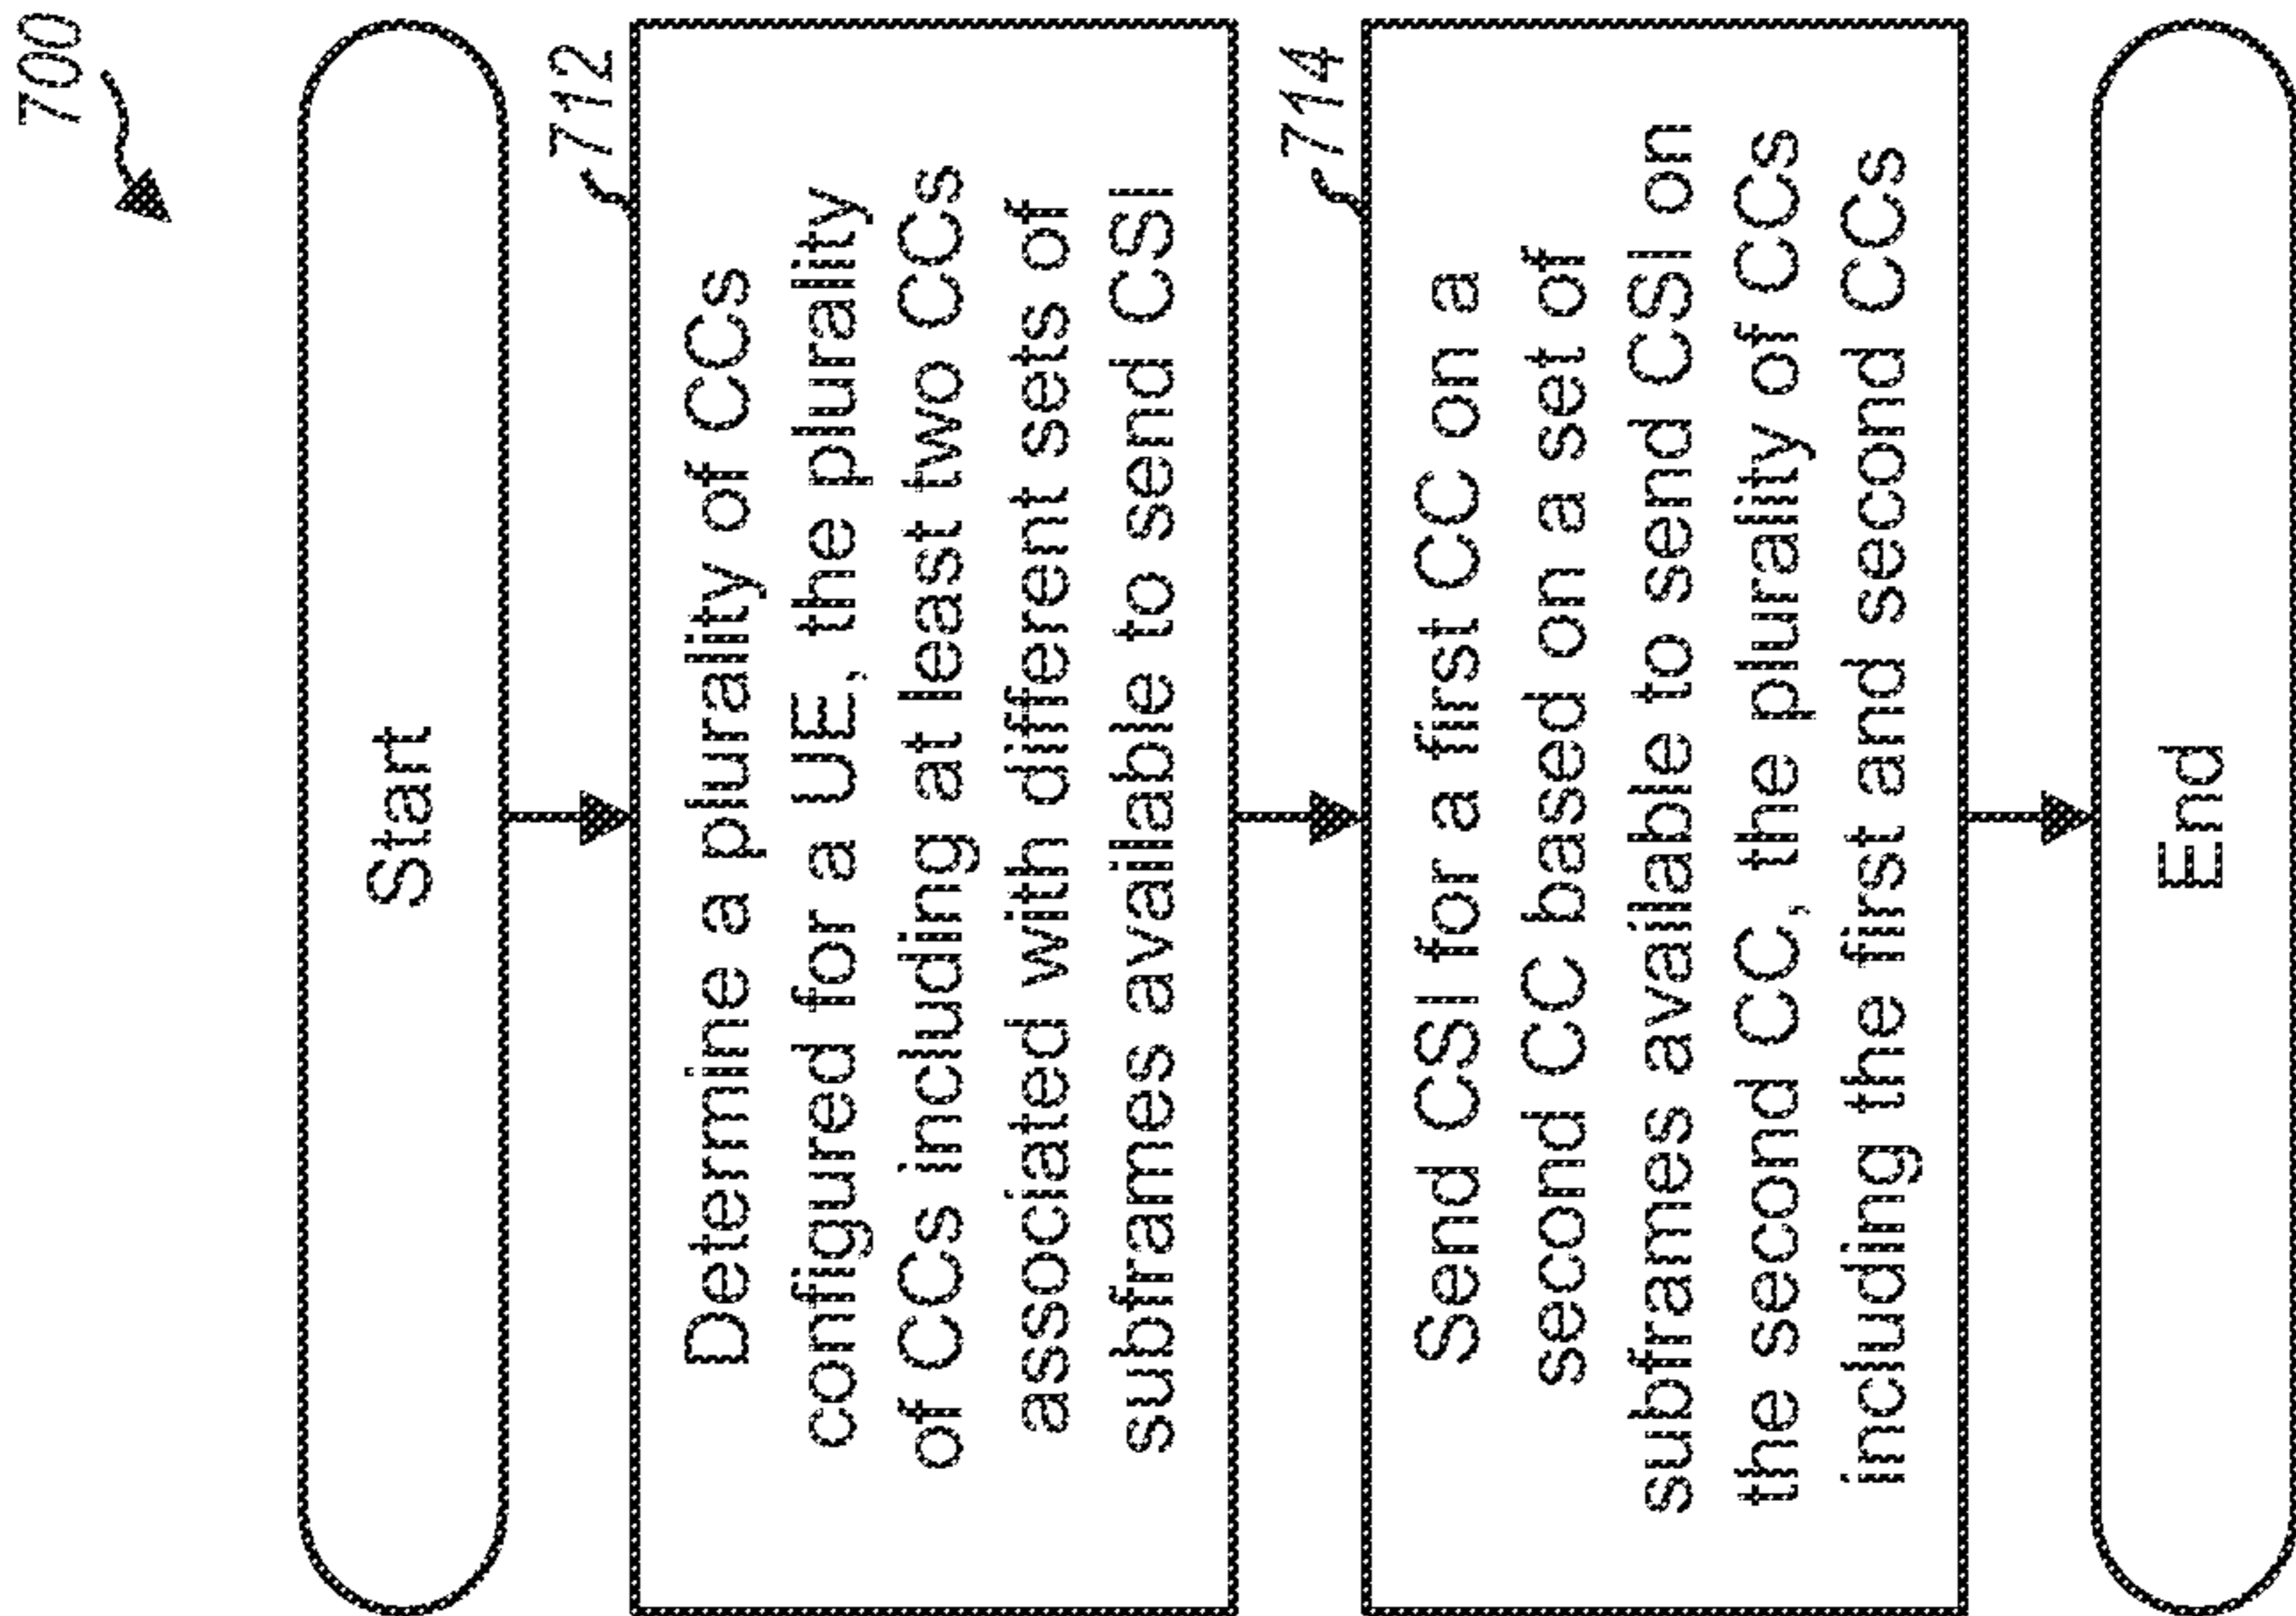 700
Start
712
Determine a plurality of CCs
configured for a UE, the plurality
of CCs including at least two CCs
associated with different sets of
subframes available to send CSI
714
Send CSI for a first CC on a
second CC based on a set of
subframes available to send CSI on
the second CC, the plurality of CCs
including the first and second CCs
End